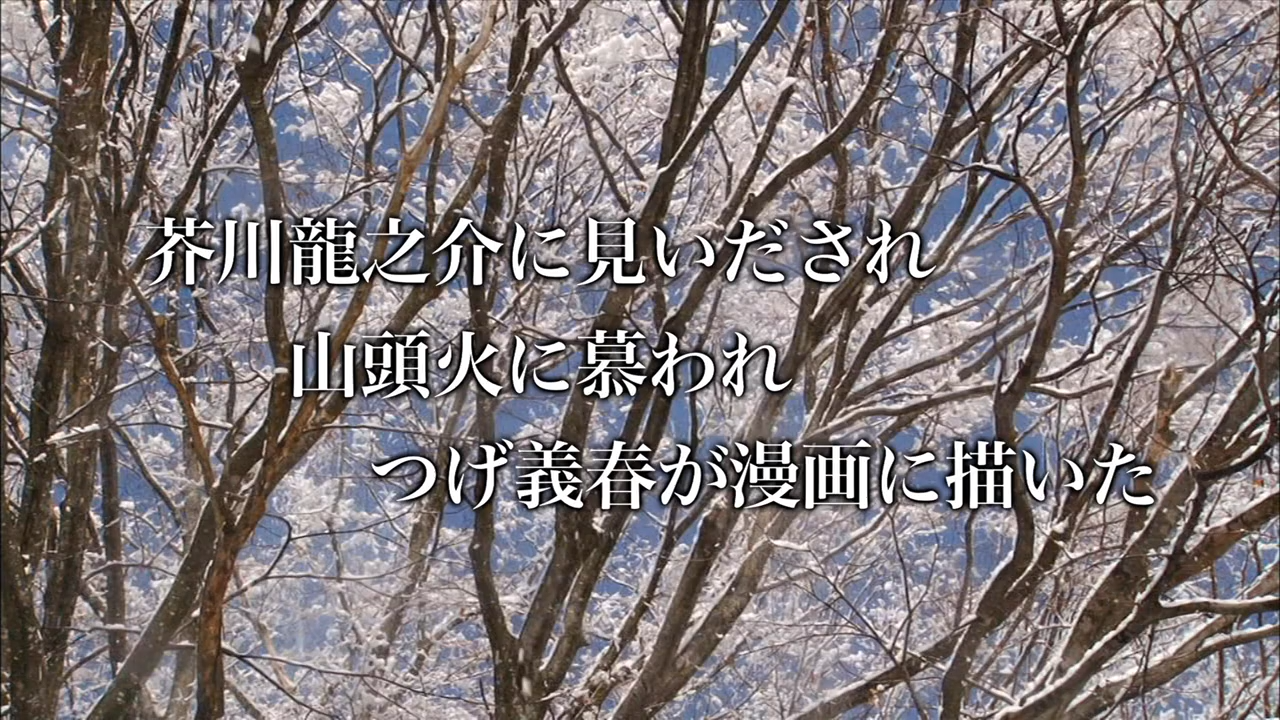 芥川龍之介に見いだされ
山頭火に慕われ
つげ義春が漫画に描いた